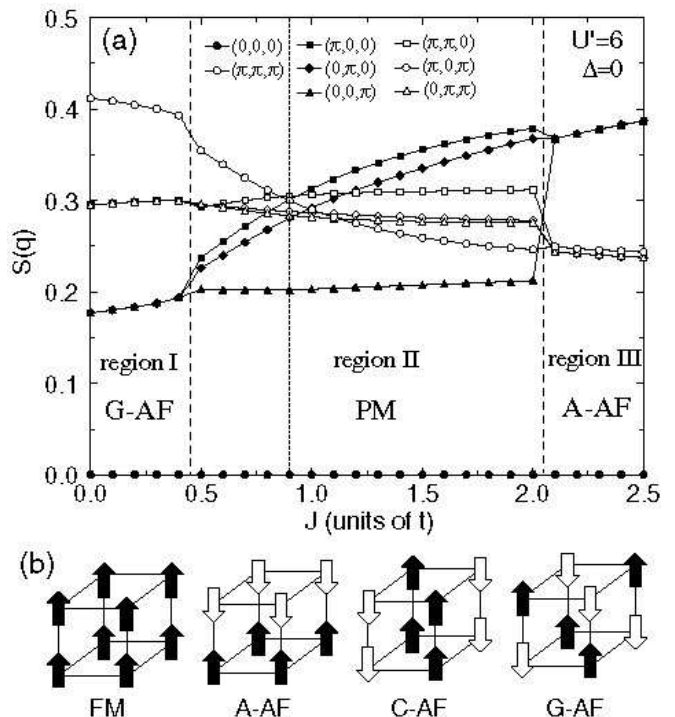 (a)
(0,0,0) (π,0,0) (π,π,0) U'=6
(π,π,π) (0,π,0) (π,0,π) Δ=0
(0,0,π) (0,π,π)
0.5
0.4
0.3
0.2
0.1
0.0
S(q)
region I region II region III
G-AF PM A-AF
0.0 0.5 1.0 1.5 2.0 2.5
J (units of t)
(b)
FM A-AF C-AF G-AF